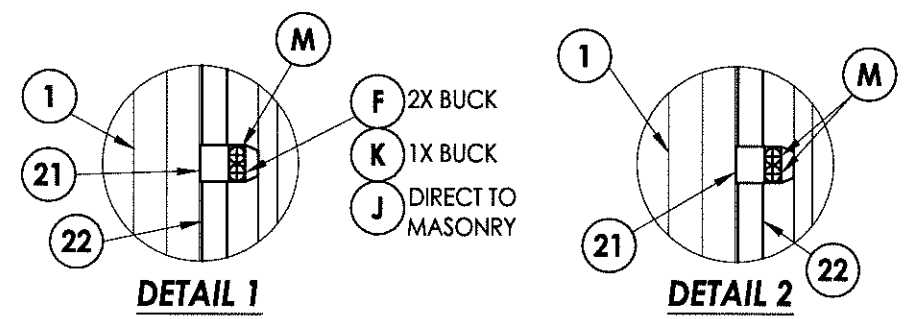 M
1
F 2X BUCK
K 1X BUCK
J DIRECT TO
MASONRY
21
22
DETAIL 1
1
M
21
22
DETAIL 2